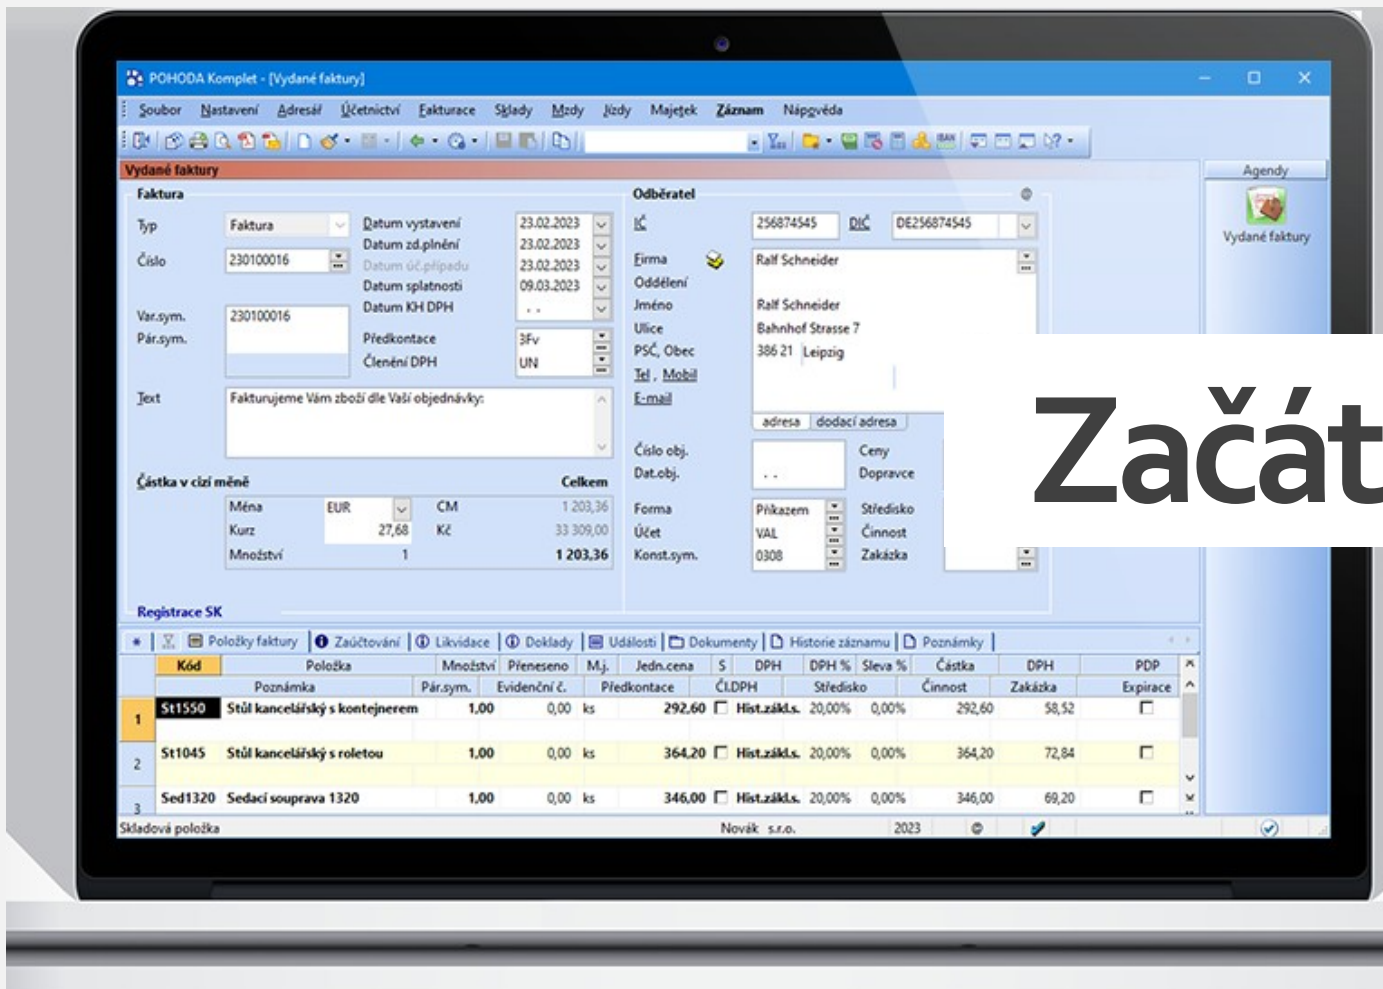 POHODA Komplet - [Vydané faktury]
Soubor Nastavení Adresář Účetnictví Fakturace Sklady Mzdy Jízdy Majetek Záznam Nápověda
IBAN
Vydané faktury
Agendy
Vydané faktury
Faktura
Typ Faktura
Číslo 230100016
Var.sym. 230100016
Pár.sym.
Datum vystavení 23.02.2023
Datum zd.plnění 23.02.2023
Datum úč.případu 23.02.2023
Datum splatnosti 09.03.2023
Datum KH DPH . .
Předkontace 3Fv
Členění DPH UN
Text Fakturujeme Vám zboží dle Vaší objednávky:
Částka v cizí měně Celkem
Měna EUR CM 1 203,36
Kurz 27,68 Kč 33 309,00
Množství 1 1 203,36
Registrace SK
Odběratel
IČ 256874545 DIČ DE256874545
Firma Ralf Schneider
Oddělení
Jméno Ralf Schneider
Ulice Bahnhof Strasse 7
PSČ, Obec 386 21 Leipzig
Tel , Mobil
E-mail
adresa dodací adresa
Číslo obj. Ceny
Dat.obj. . . Dopravce
Forma Příkazem Středisko
Účet VAL Činnost
Konst.sym. 0308 Zakázka
Začát
Položky faktury Zaúčtování Likvidace Doklady Události Dokumenty Historie záznamu Poznámky
Kód Položka Množství Přeneseno M.j. Jedn.cena S DPH DPH % Sleva % Částka DPH PDP
Poznámka Pár.sym. Evidenční č. Předkontace Čl.DPH Středisko Činnost Zakázka Expirace
1 St1550 Stůl kancelářský s kontejnerem 1,00 0,00 ks 292,60 Hist.zákl.s. 20,00% 0,00% 292,60 58,52
2 St1045 Stůl kancelářský s roletou 1,00 0,00 ks 364,20 Hist.zákl.s. 20,00% 0,00% 364,20 72,84
3 Sed1320 Sedací souprava 1320 1,00 0,00 ks 346,00 Hist.zákl.s. 20,00% 0,00% 346,00 69,20
Skladová položka Novák s.r.o. 2023